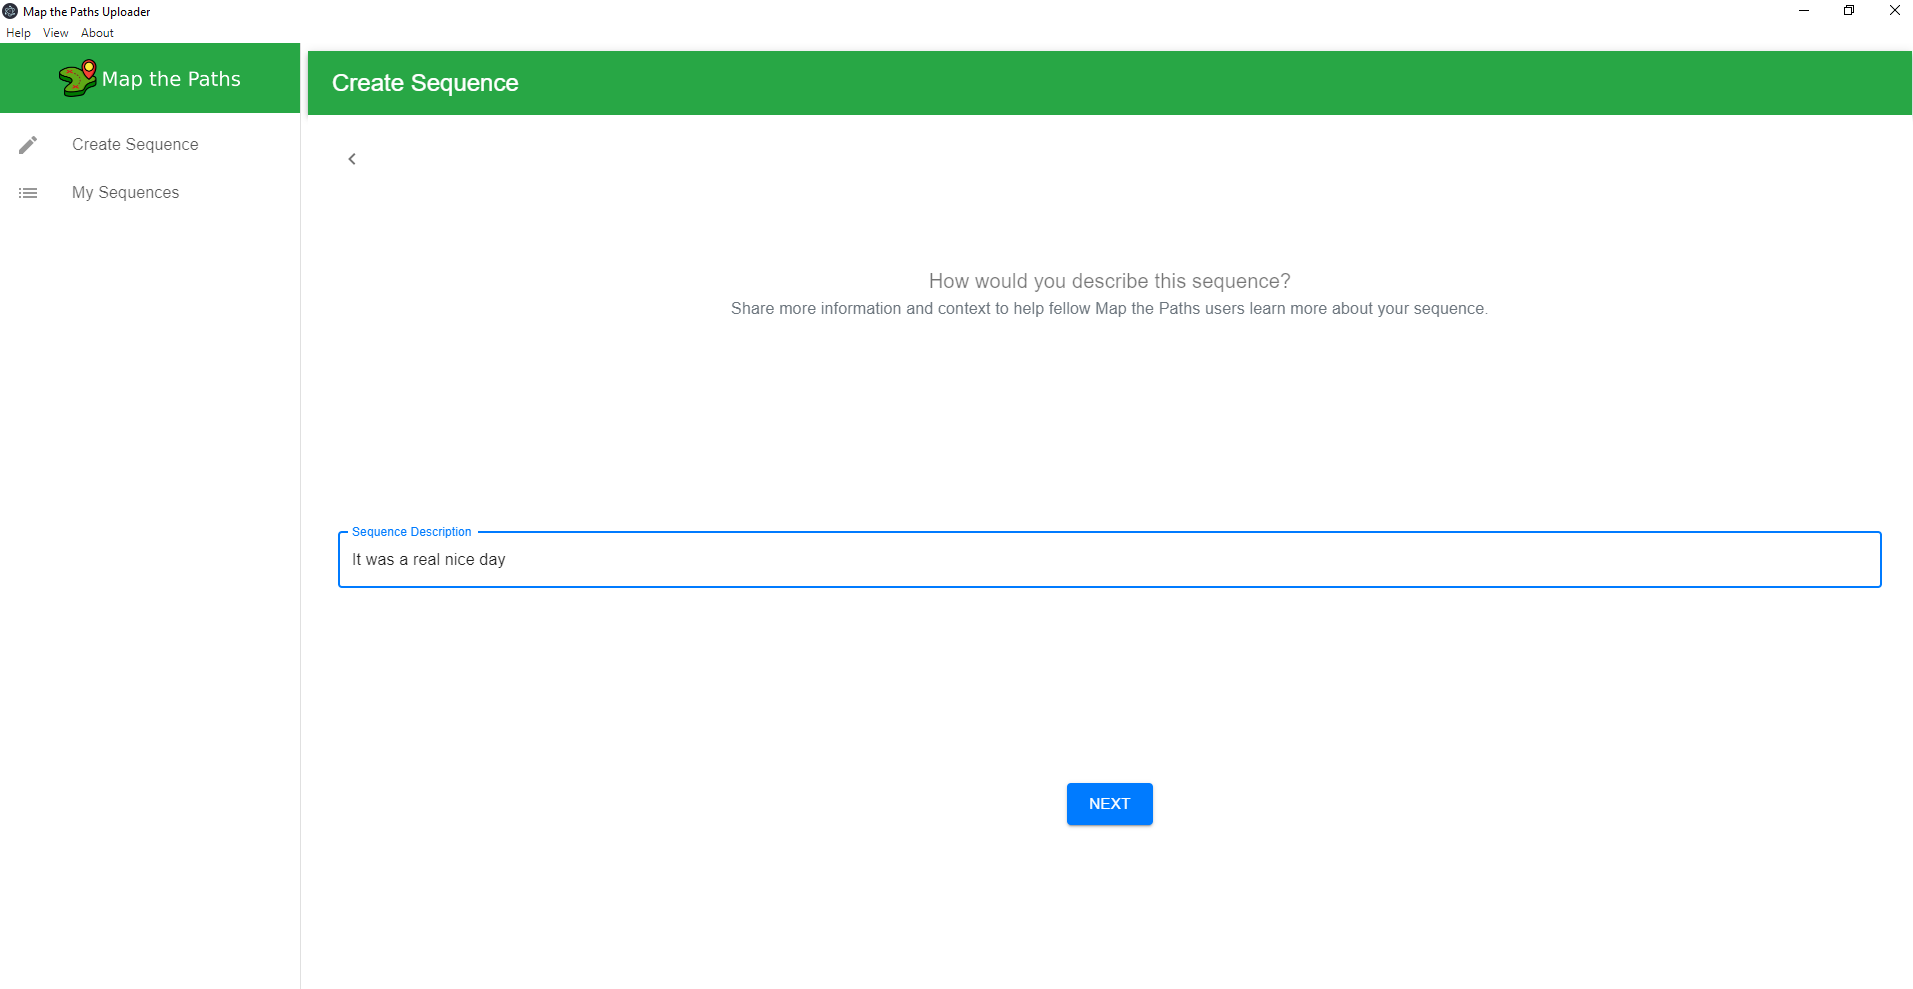 Map the Paths Uploader
Help View About
Map the Paths
Create Sequence
Create Sequence
My Sequences
How would you describe this sequence?
Share more information and context to help fellow Map the Paths users learn more about your sequence.
Sequence Description
It was a real nice day
NEXT